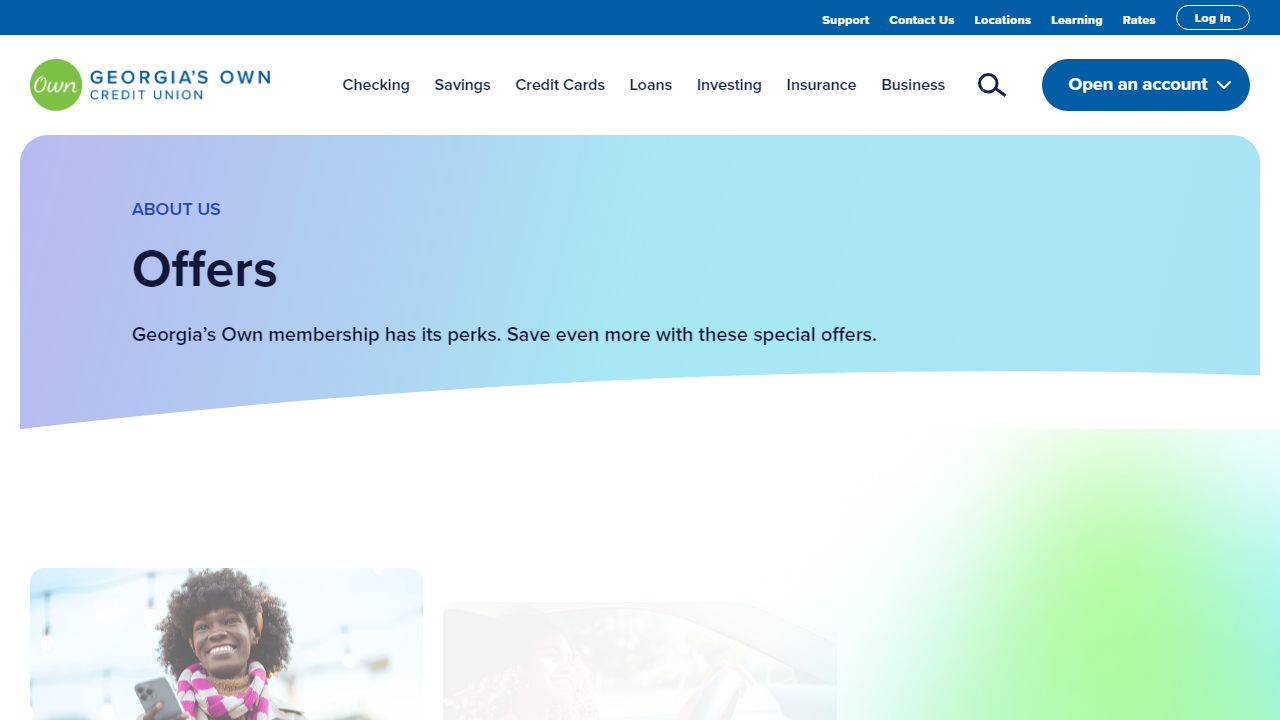 Support Contact Us Locations Learning Rates Log In
Own GEORGIA'S OWN
CREDIT UNION
Checking Savings Credit Cards Loans Investing Insurance Business Open an account
ABOUT US
Offers
Georgia’s Own membership has its perks. Save even more with these special offers.